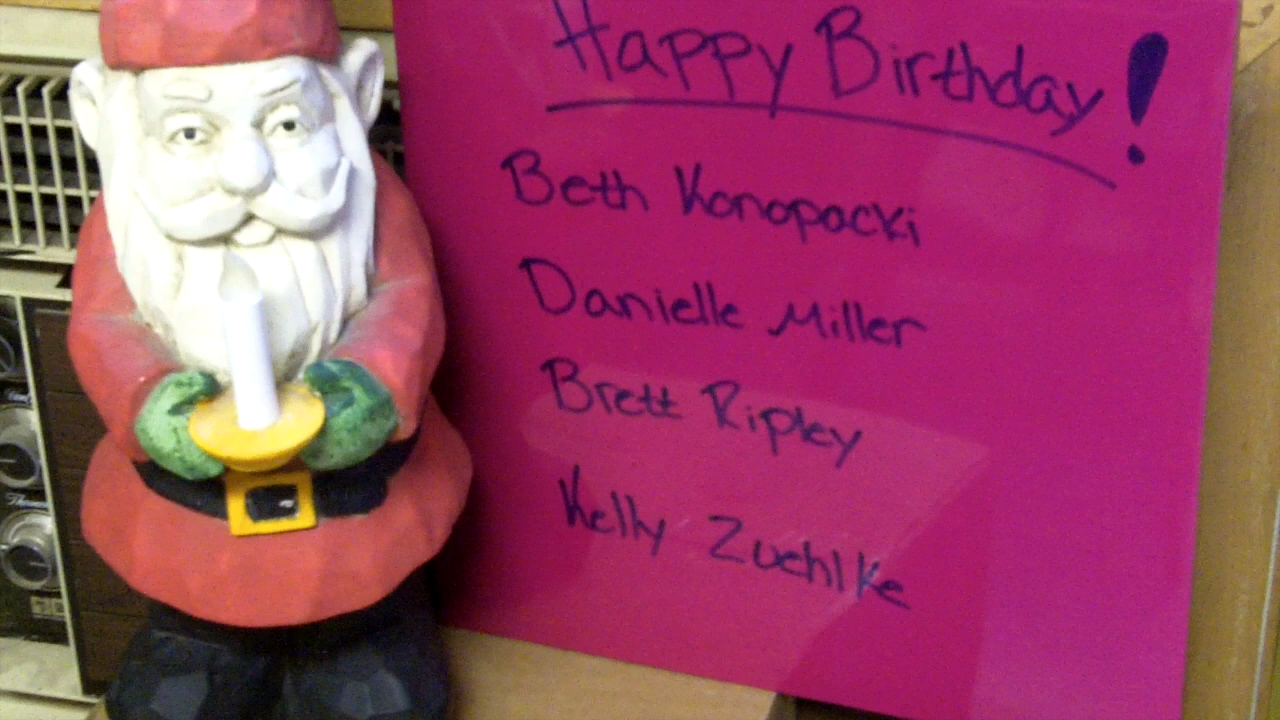 Happy Birthday!
Beth Konopacki
Danielle Miller
Brett Ripley
Kelly Zuehlke